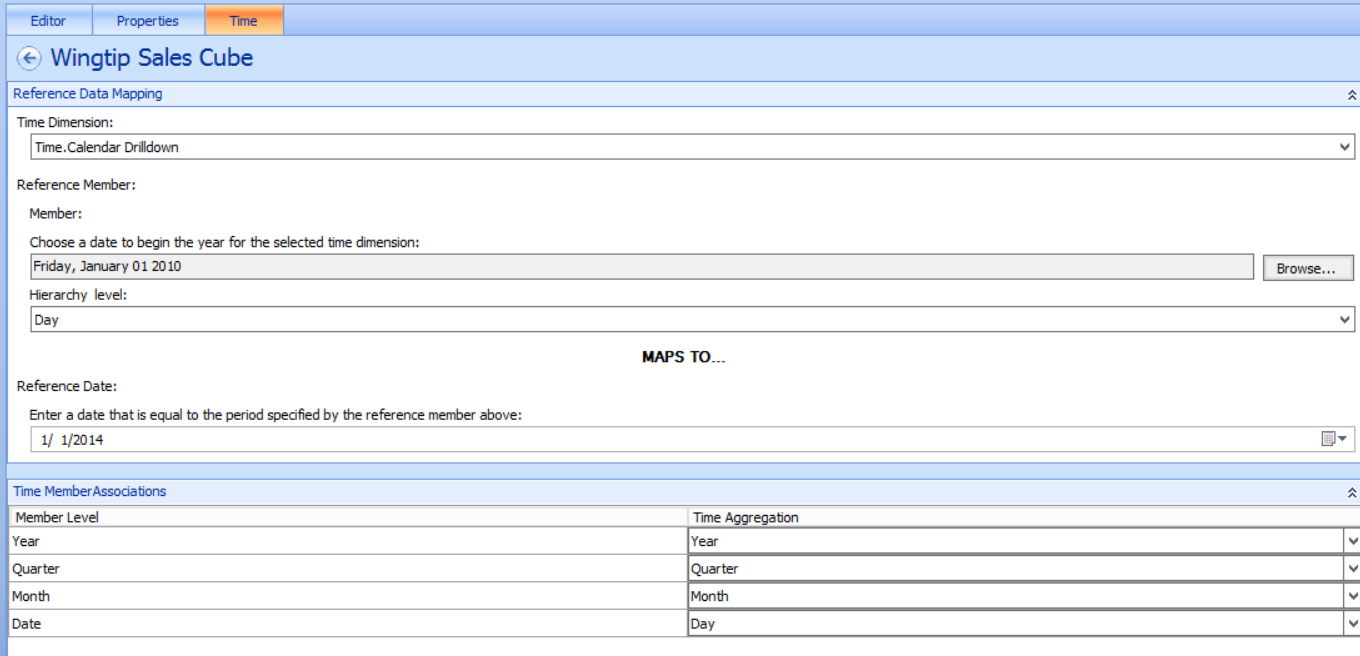 Editor Properties Time
Wingtip Sales Cube
Reference Data Mapping
Time Dimension:
Time.Calendar Drilldown
Reference Member:
Member:
Choose a date to begin the year for the selected time dimension:
Friday, January 01 2010 Browse...
Hierarchy level:
Day
MAPS TO...
Reference Date:
Enter a date that is equal to the period specified by the reference member above:
1/ 1/2014
Time MemberAssociations
Member Level Time Aggregation
Year Year
Quarter Quarter
Month Month
Date Day